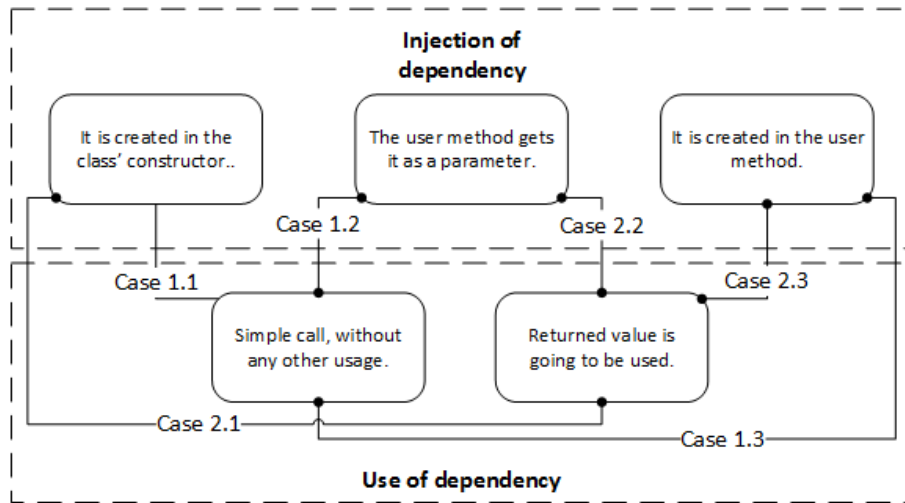 Injection of
dependency
It is created in the
class’ constructor..
The user method gets
it as a parameter.
It is created in the user
method.
Case 1.2
Case 2.2
Case 1.1
Case 2.3
Simple call, without
any other usage.
Returned value is
going to be used.
Case 2.1
Case 1.3
Use of dependency